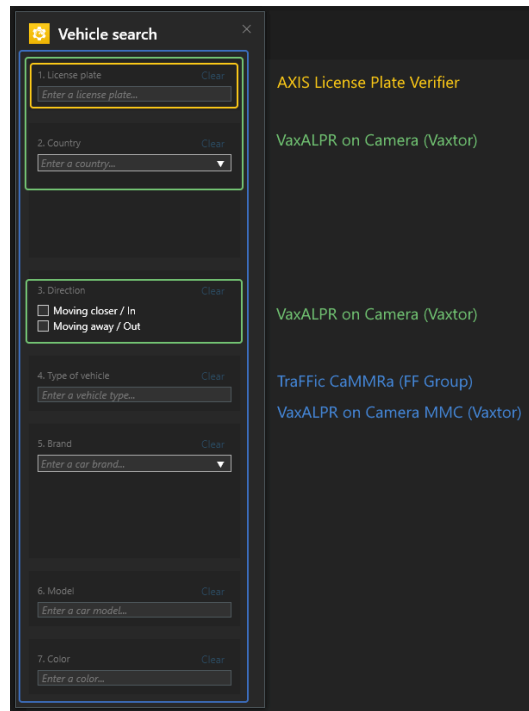 Vehicle search
1. License plate Clear
Enter a license plate...
AXIS License Plate Verifier
2. Country Clear
VaxALPR on Camera (Vaxtor)
Enter a country...
3. Direction Clear
Moving closer / In
VaxALPR on Camera (Vaxtor)
Moving away / Out
4. Type of vehicle Clear
TraFFic CaMMRa (FF Group)
Enter a vehicle type...
VaxALPR on Camera MMC (Vaxtor)
5. Brand Clear
Enter a car brand...
6. Model Clear
Enter a car model...
7. Color Clear
Enter a color...